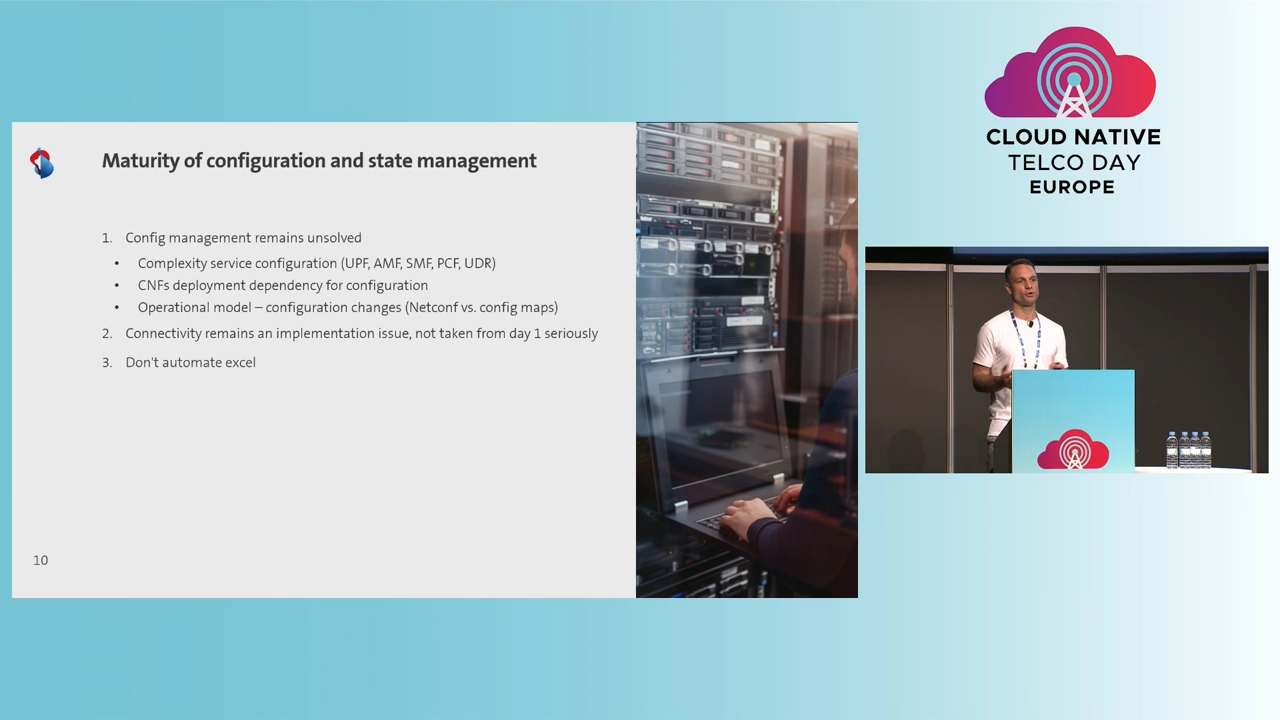 Maturity of configuration and state management
1. Config management remains unsolved
• Complexity service configuration (UPF, AMF, SMF, PCF, UDR)
• CNFs deployment dependency for configuration
• Operational model – configuration changes (Netconf vs. config maps)
2. Connectivity remains an implementation issue, not taken from day 1 seriously
3. Don't automate excel
10
CLOUD NATIVE
TELCO DAY
EUROPE